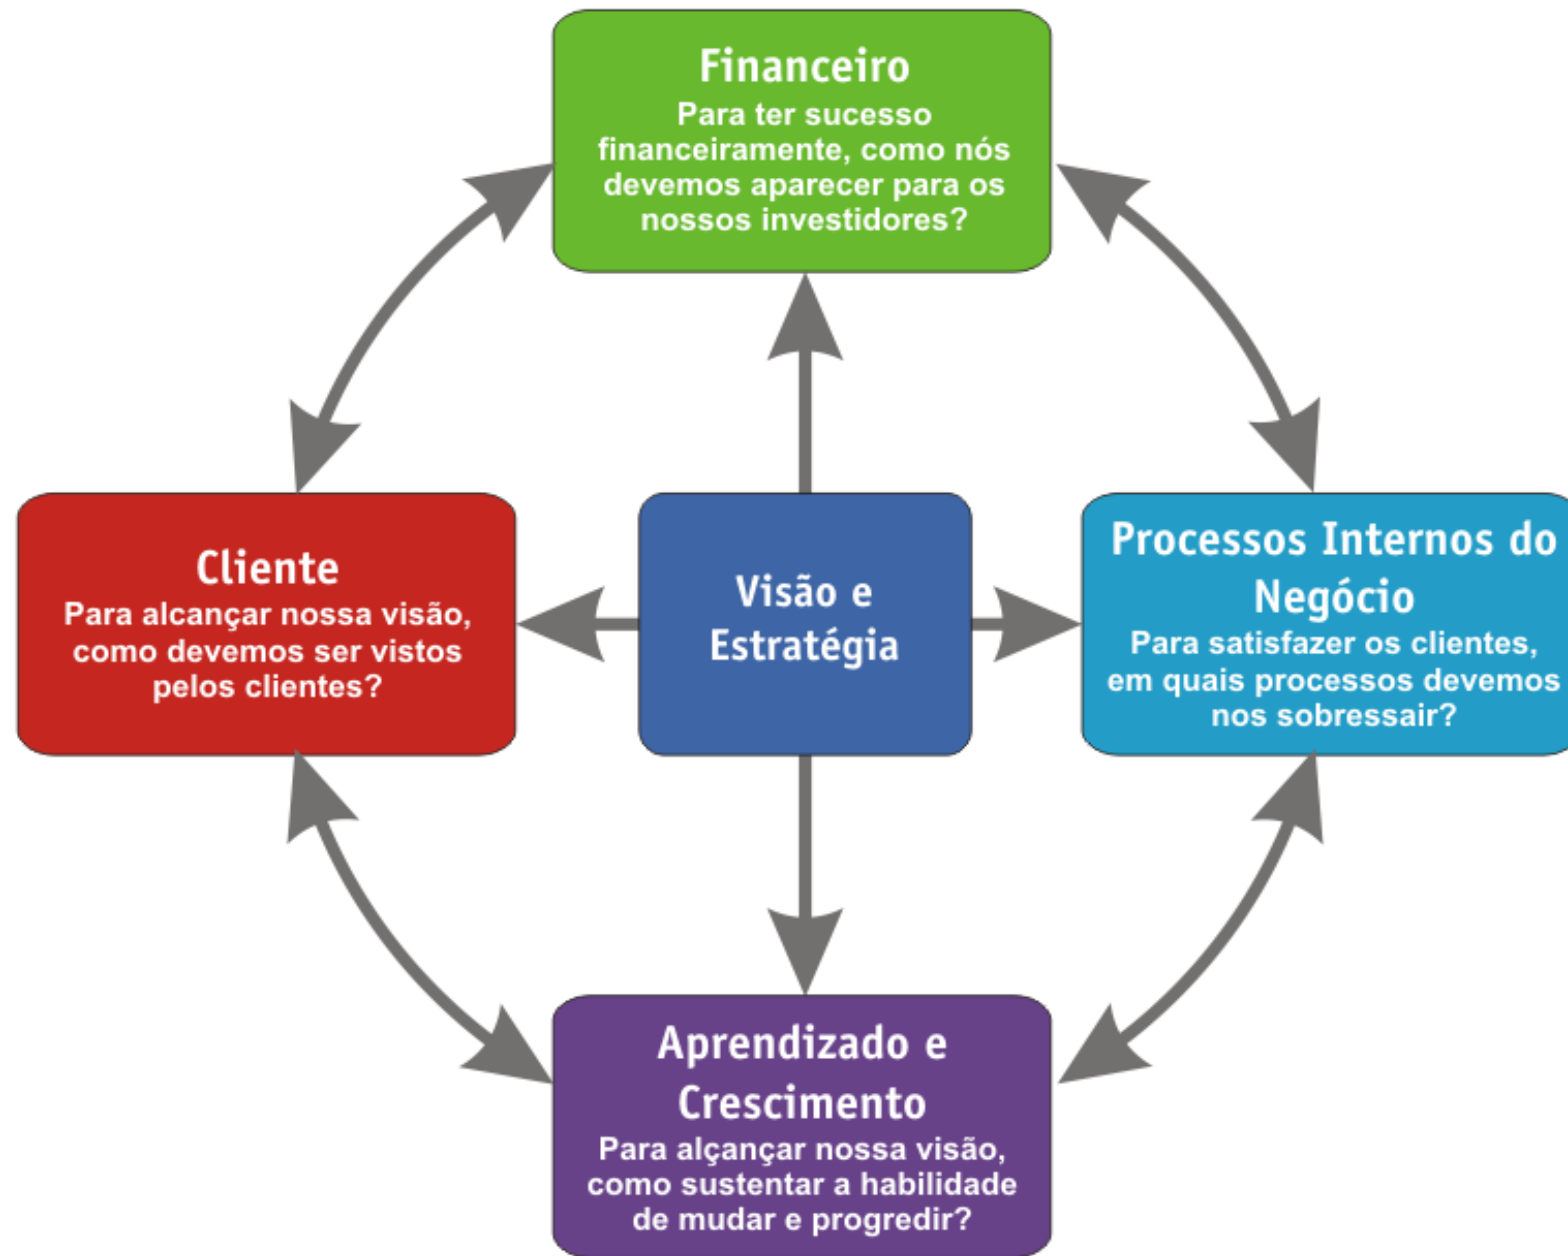 Financeiro
Para ter sucesso
financeiramente, como nós
devemos aparecer para os
nossos investidores?
Cliente
Para alcançar nossa visão,
como devemos ser vistos
pelos clientes?
Visão e
Estratégia
Processos Internos do
Negócio
Para satisfazer os clientes,
em quais processos devemos
nos sobressair?
Aprendizado e
Crescimento
Para alçançar nossa visão,
como sustentar a habilidade
de mudar e progredir?